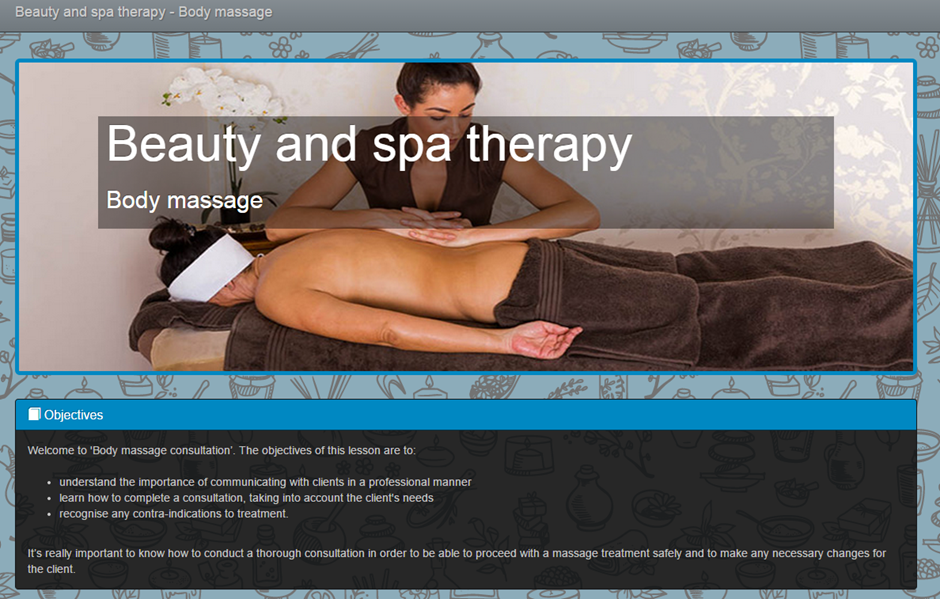 Beauty and spa therapy - Body massage
Beauty and spa therapy
Body massage
Objectives
Welcome to 'Body massage consultation'. The objectives of this lesson are to:
• understand the importance of communicating with clients in a professional manner
• learn how to complete a consultation, taking into account the client's needs
• recognise any contra-indications to treatment.
It's really important to know how to conduct a thorough consultation in order to be able to proceed with a massage treatment safely and to make any necessary changes for
the client.